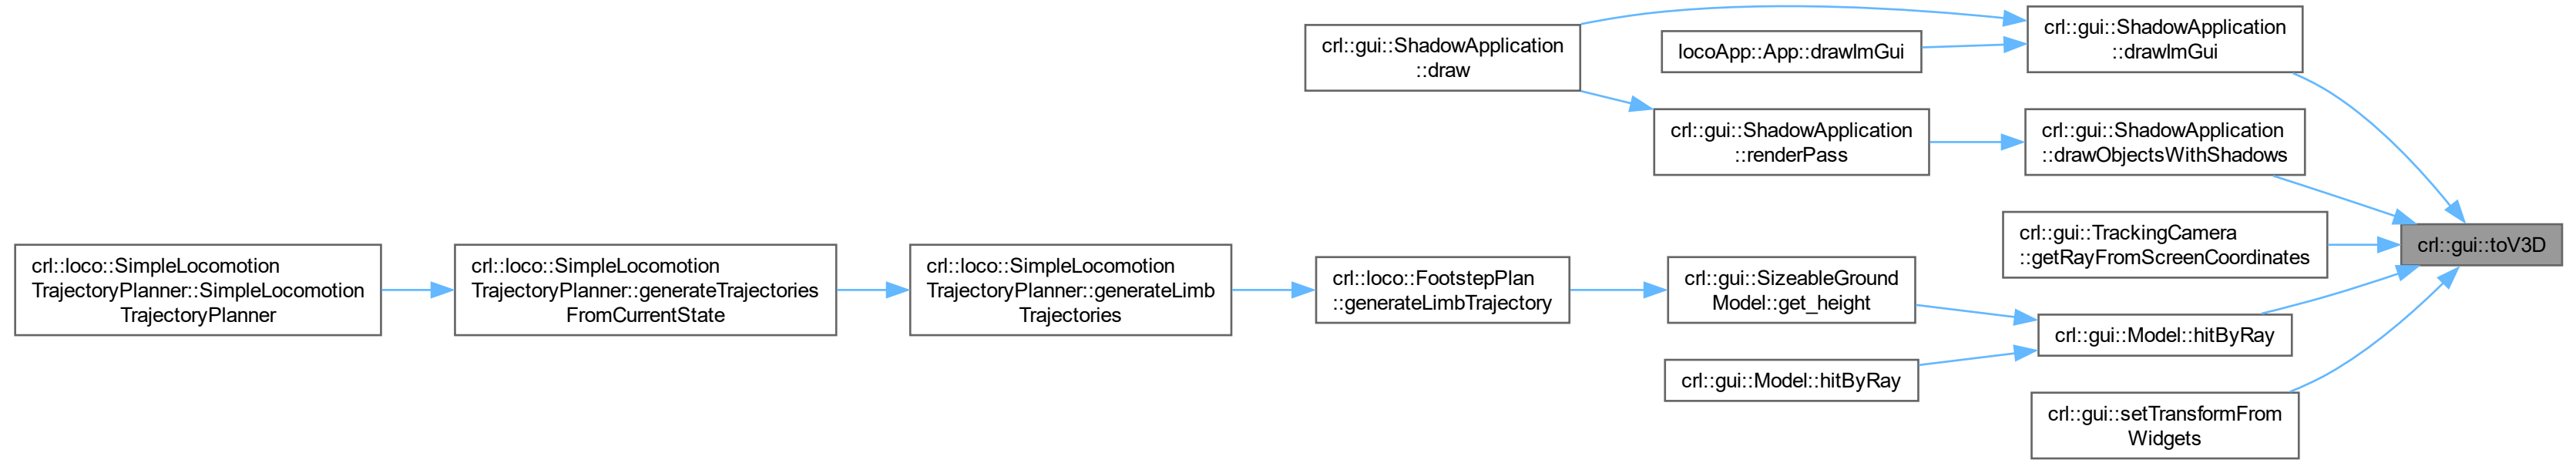 crl::gui::ShadowApplication
::draw
locoApp::App::drawImGui
crl::gui::ShadowApplication
::drawImGui
crl::gui::ShadowApplication
::renderPass
crl::gui::ShadowApplication
::drawObjectsWithShadows
crl::gui::TrackingCamera
::getRayFromScreenCoordinates
crl::gui::toV3D
crl::loco::SimpleLocomotion
TrajectoryPlanner::SimpleLocomotion
TrajectoryPlanner
crl::loco::SimpleLocomotion
TrajectoryPlanner::generateTrajectories
FromCurrentState
crl::loco::SimpleLocomotion
TrajectoryPlanner::generateLimb
Trajectories
crl::loco::FootstepPlan
::generateLimbTrajectory
crl::gui::SizeableGround
Model::get_height
crl::gui::Model::hitByRay
crl::gui::Model::hitByRay
crl::gui::setTransformFrom
Widgets